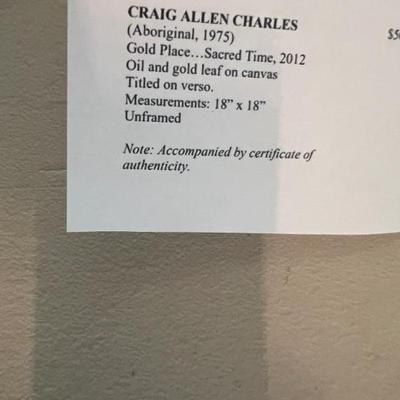 CRAIG ALLEN CHARLES
(Aboriginal, 1975)
Gold Place…Sacred Time, 2012
Oil and gold leaf on canvas
Titled on verso.
Measurements: 18” x 18”
Unframed
Note: Accompanied by certificate of
authenticity.